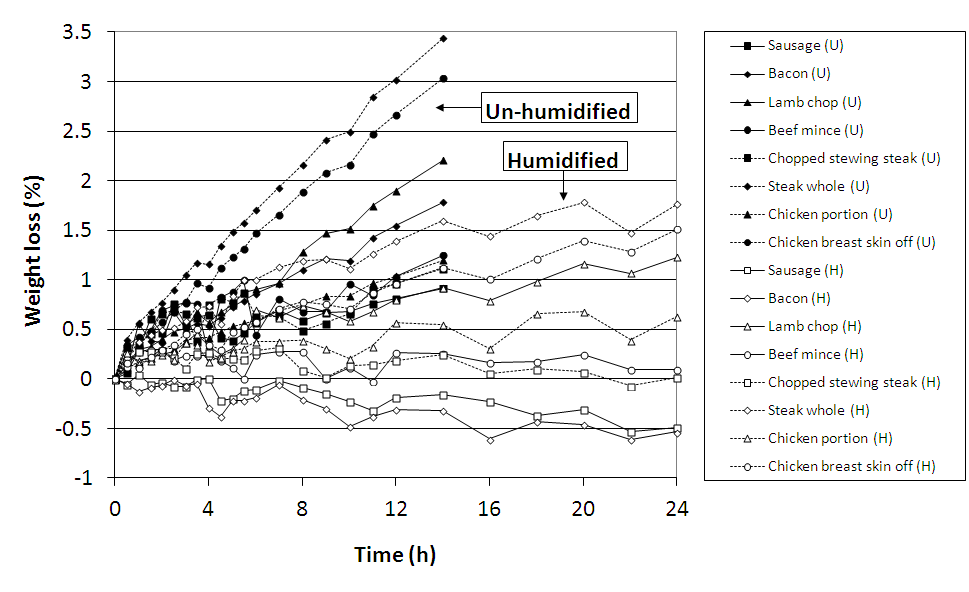 3.5
3
2.5
2
1.5
1
0.5
0
-0.5
-1
Weight loss (%)
0
4
8
12
16
20
24
Time (h)
Un-humidified
Humidified
Sausage (U)
Bacon (U)
Lamb chop (U)
Beef mince (U)
Chopped stewing steak (U)
Steak whole (U)
Chicken portion (U)
Chicken breast skin off (U)
Sausage (H)
Bacon (H)
Lamb chop (H)
Beef mince (H)
Chopped stewing steak (H)
Steak whole (H)
Chicken portion (H)
Chicken breast skin off (H)